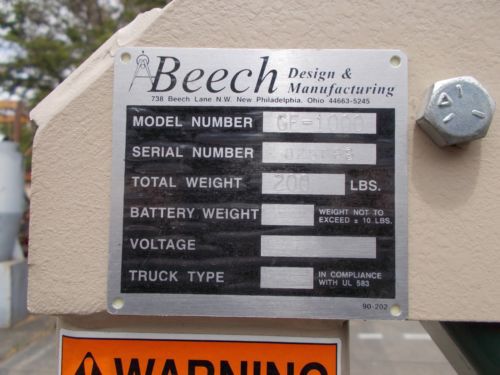 Beech Design & Manufacturing
738 Beech Lane N.W. New Philadelphia, Ohio 44663-5245
MODEL NUMBER
SERIAL NUMBER
TOTAL WEIGHT 200 LBS.
BATTERY WEIGHT WEIGHT NOT TO EXCEED ± 10 LBS.
VOLTAGE
TRUCK TYPE IN COMPLIANCE WITH UL 583
90-202
WARNING